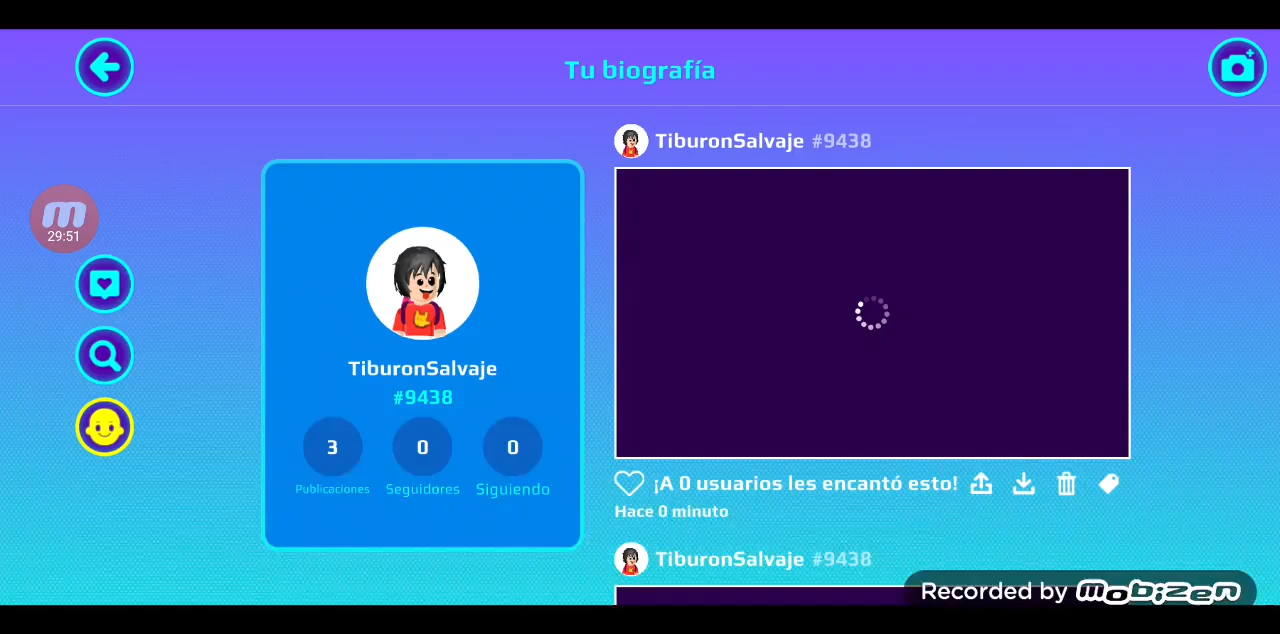 Tu biografía
TiburonSalvaje #9438
29:51
TiburonSalvaje
#9438
3
0
0
Publicaciones
Seguidores
Siguiendo
¡A 0 usuarios les encantó esto!
Hace 0 minuto
TiburonSalvaje #9438
Recorded by mobizen